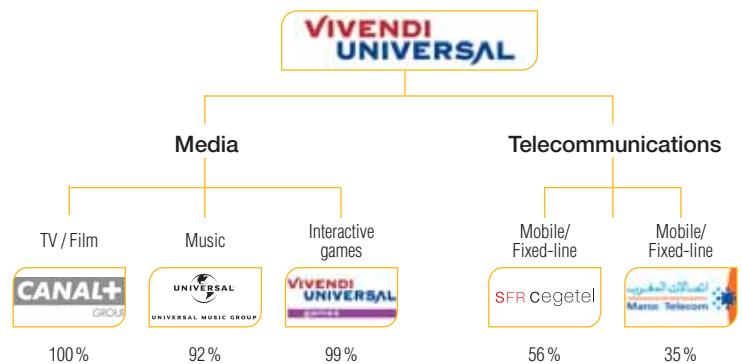 VIVENDI
UNIVERSAL
Media
Telecommunications
TV / Film
Music
Interactive
games
Mobile/
Fixed-line
Mobile/
Fixed-line
CANAL+
GROUP
UNIVERSAL
UNIVERSAL MUSIC GROUP
VIVENDI
UNIVERSAL
games
SFR cegetel
اتصالات المغرب
Maroc Telecom
100 %
92 %
99 %
56 %
35 %